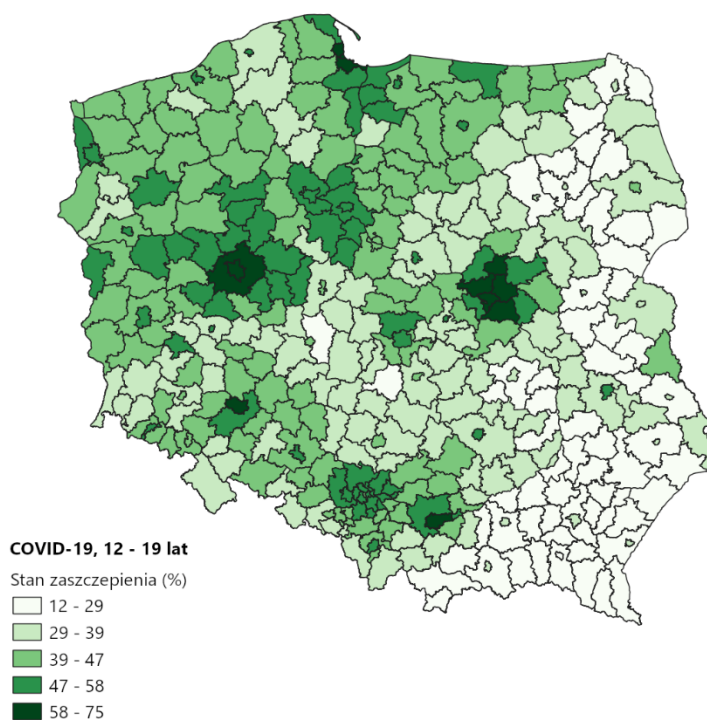 COVID-19, 12 - 19 lat
Stan zaszczepienia (%)
12 - 29
29 - 39
39 - 47
47 - 58
58 - 75